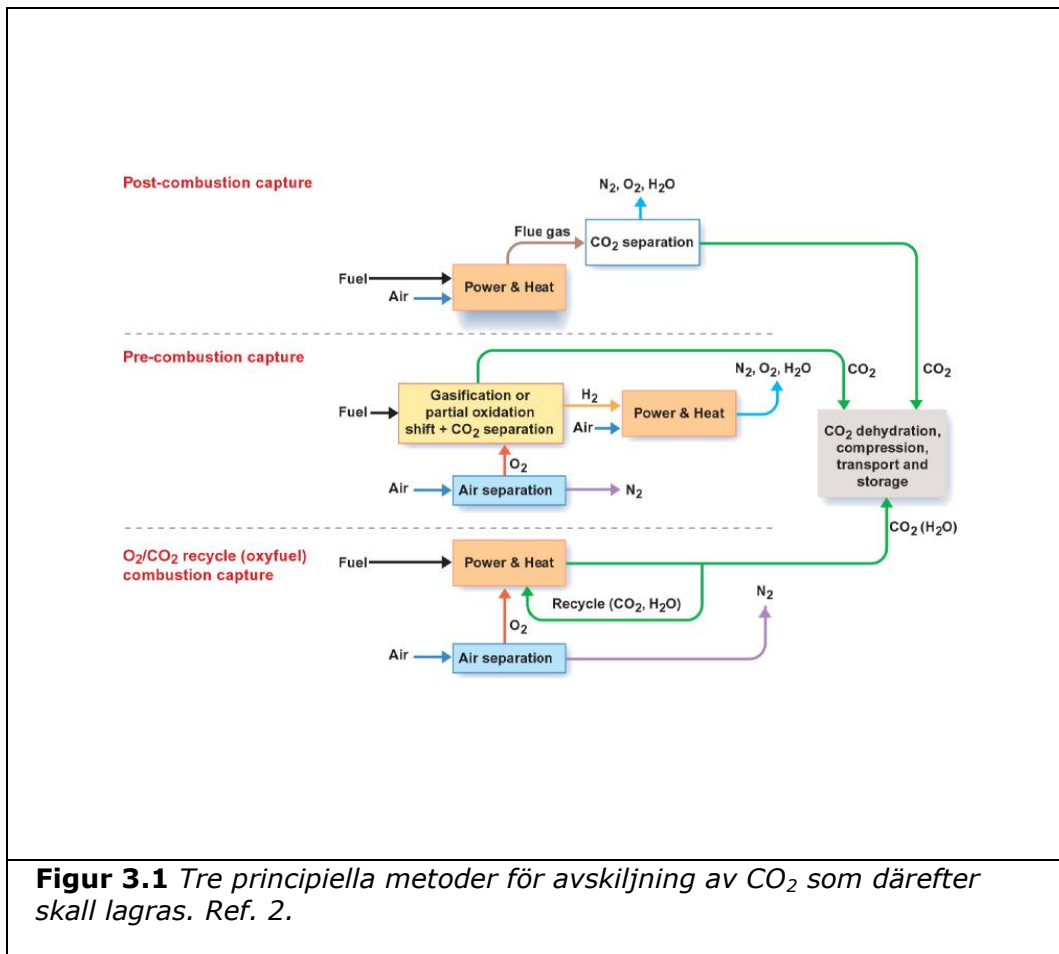 Post-combustion capture
N₂, O₂, H₂O
Flue gas
CO₂ separation
Fuel
Air
Power & Heat
Pre-combustion capture
N₂, O₂, H₂O
CO₂
CO₂
Gasification or
partial oxidation
shift + CO₂ separation
H₂
Fuel
Air
Power & Heat
CO₂ dehydration,
compression,
transport and
storage
O₂
Air
Air separation
N₂
CO₂ (H₂O)
O₂/CO₂ recycle (oxyfuel)
combustion capture
Fuel
Power & Heat
Recycle (CO₂, H₂O)
N₂
O₂
Air
Air separation
Figur 3.1 Tre principiella metoder för avskiljning av CO₂ som därefter
skall lagras. Ref. 2.